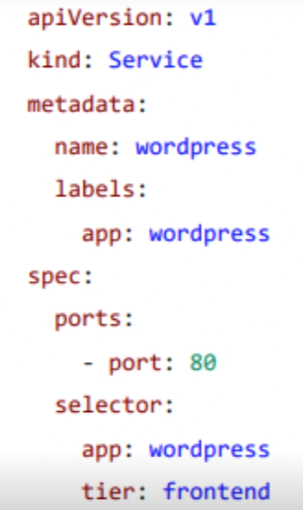 apiVersion: v1
kind: Service
metadata:
  name: wordpress
  labels:
    app: wordpress
spec:
  ports:
    - port: 80
  selector:
    app: wordpress
    tier: frontend